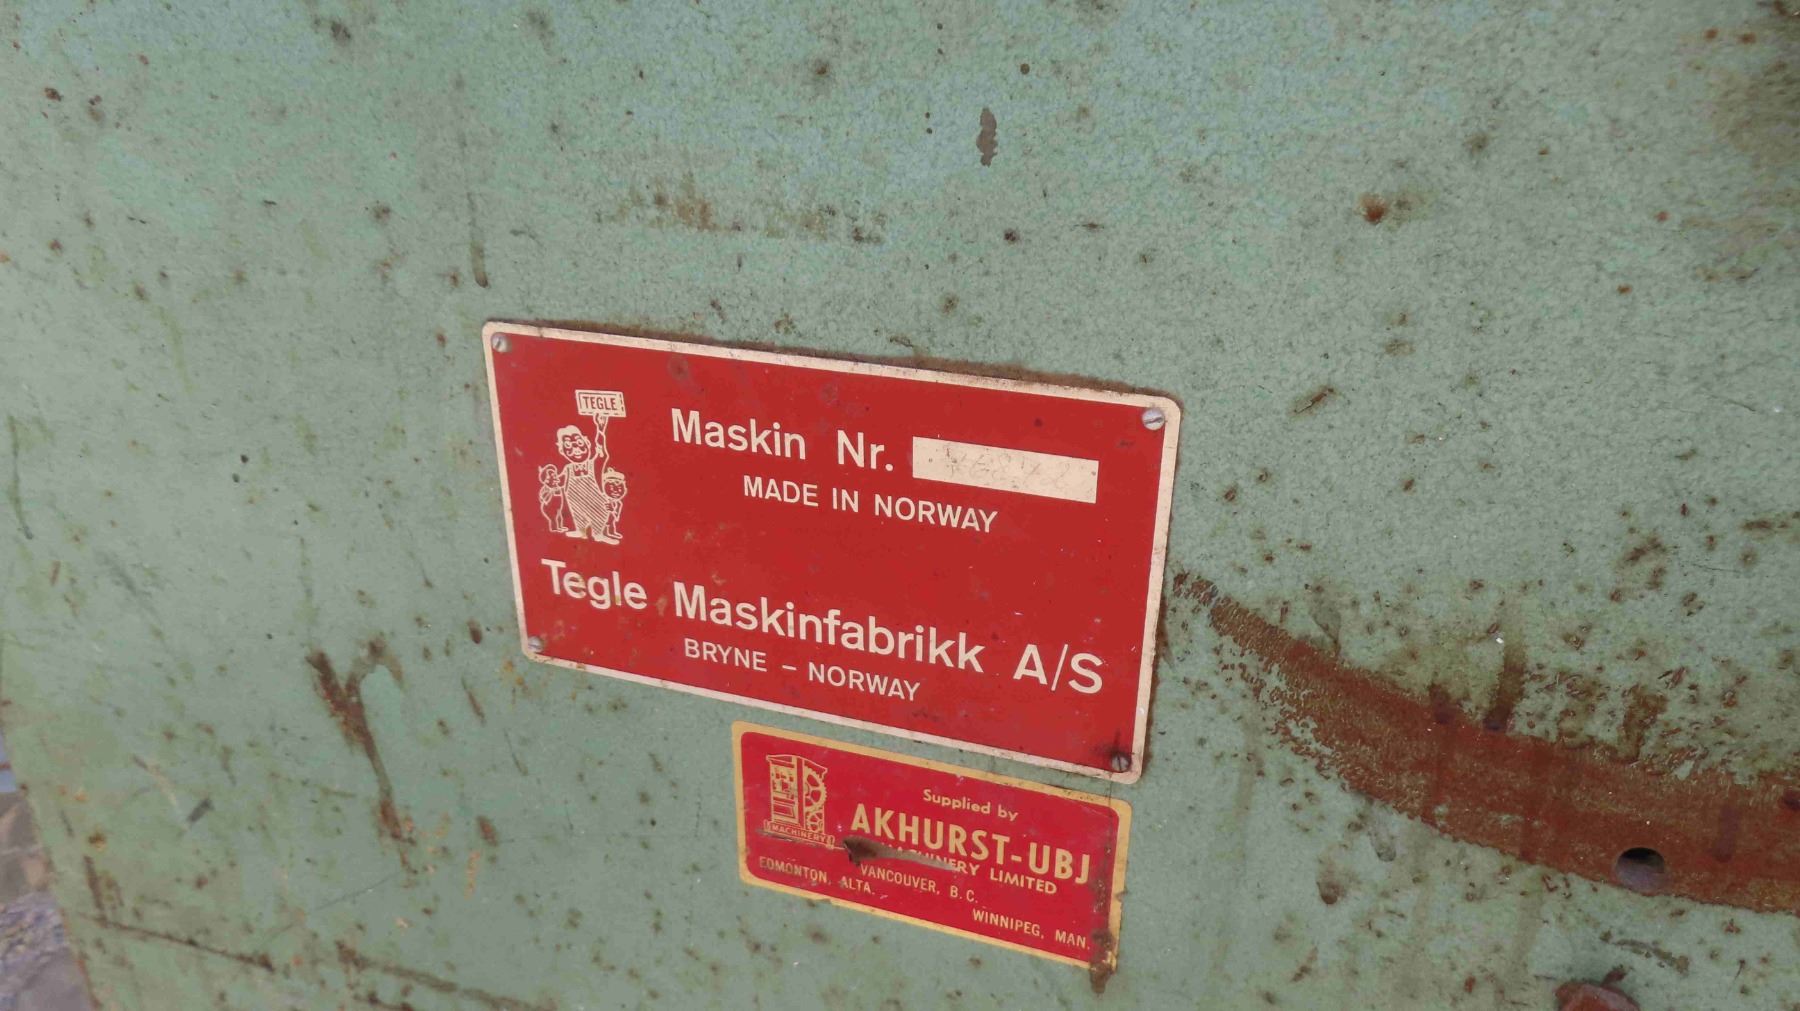 TEGLE
Maskin Nr.
MADE IN NORWAY
Tegle Maskinfabrikk A/S
BRYNE – NORWAY
Supplied by
MACHINERY
AKHURST-UBJ
MACHINERY LIMITED
EDMONTON, ALTA. VANCOUVER, B.C.
WINNIPEG, MAN.